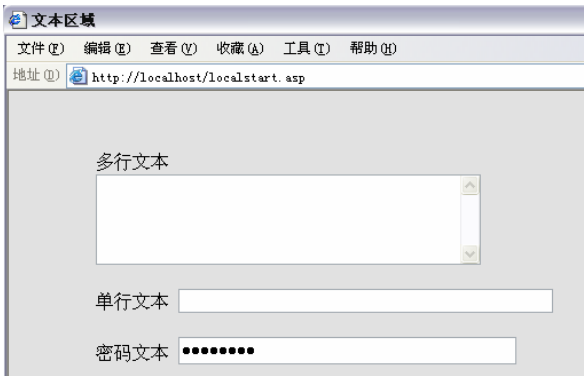 文本区域
文件(F) 编辑(E) 查看(V) 收藏(A) 工具(T) 帮助(H)
地址(D) http://localhost/localstart.asp
多行文本
单行文本
密码文本 ●●●●●●●●